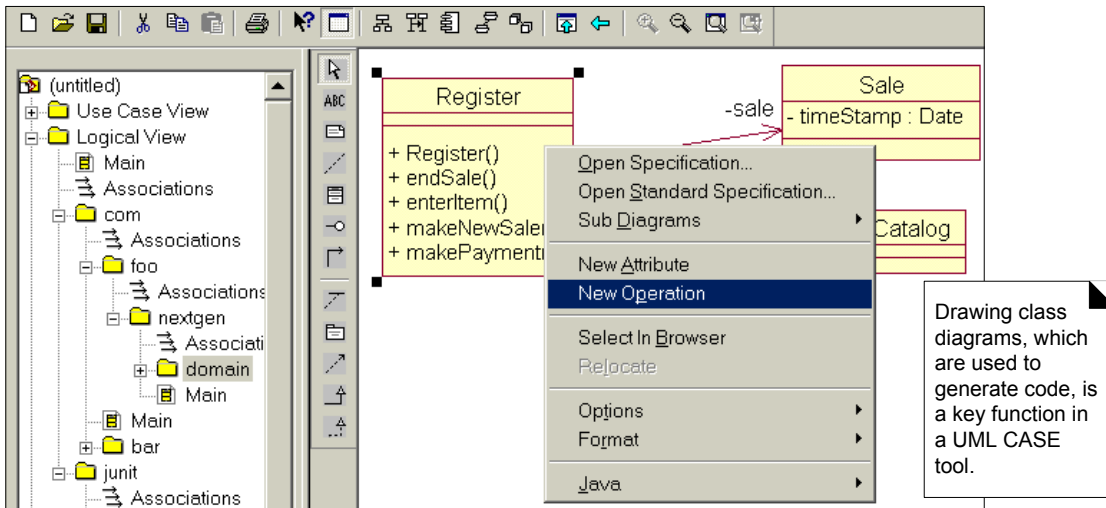 (untitled)
Use Case View
Logical View
Main
Associations
com
Associations
foo
Associations
nextgen
Associati
domain
Main
Main
bar
junit
Associations
ABC
Register
+ Register()
+ endSale()
+ enterItem()
+ makeNewSale(
+ makePayment(
-sale
Sale
- timeStamp : Date
Catalog
Open Specification...
Open Standard Specification...
Sub Diagrams
New Attribute
New Operation
Select In Browser
Relocate
Options
Format
Java
Drawing class
diagrams, which
are used to
generate code, is
a key function in
a UML CASE
tool.